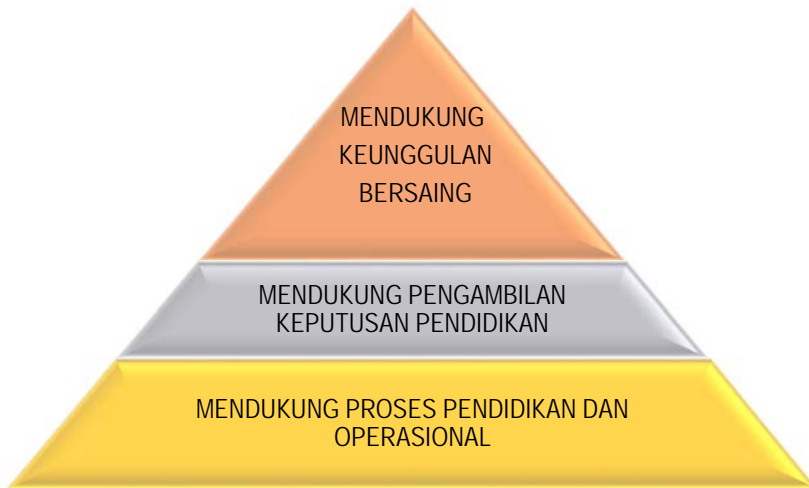 MENDUKUNG
KEUNGGULAN
BERSAING
MENDUKUNG PENGAMBILAN
KEPUTUSAN PENDIDIKAN
MENDUKUNG PROSES PENDIDIKAN DAN
OPERASIONAL